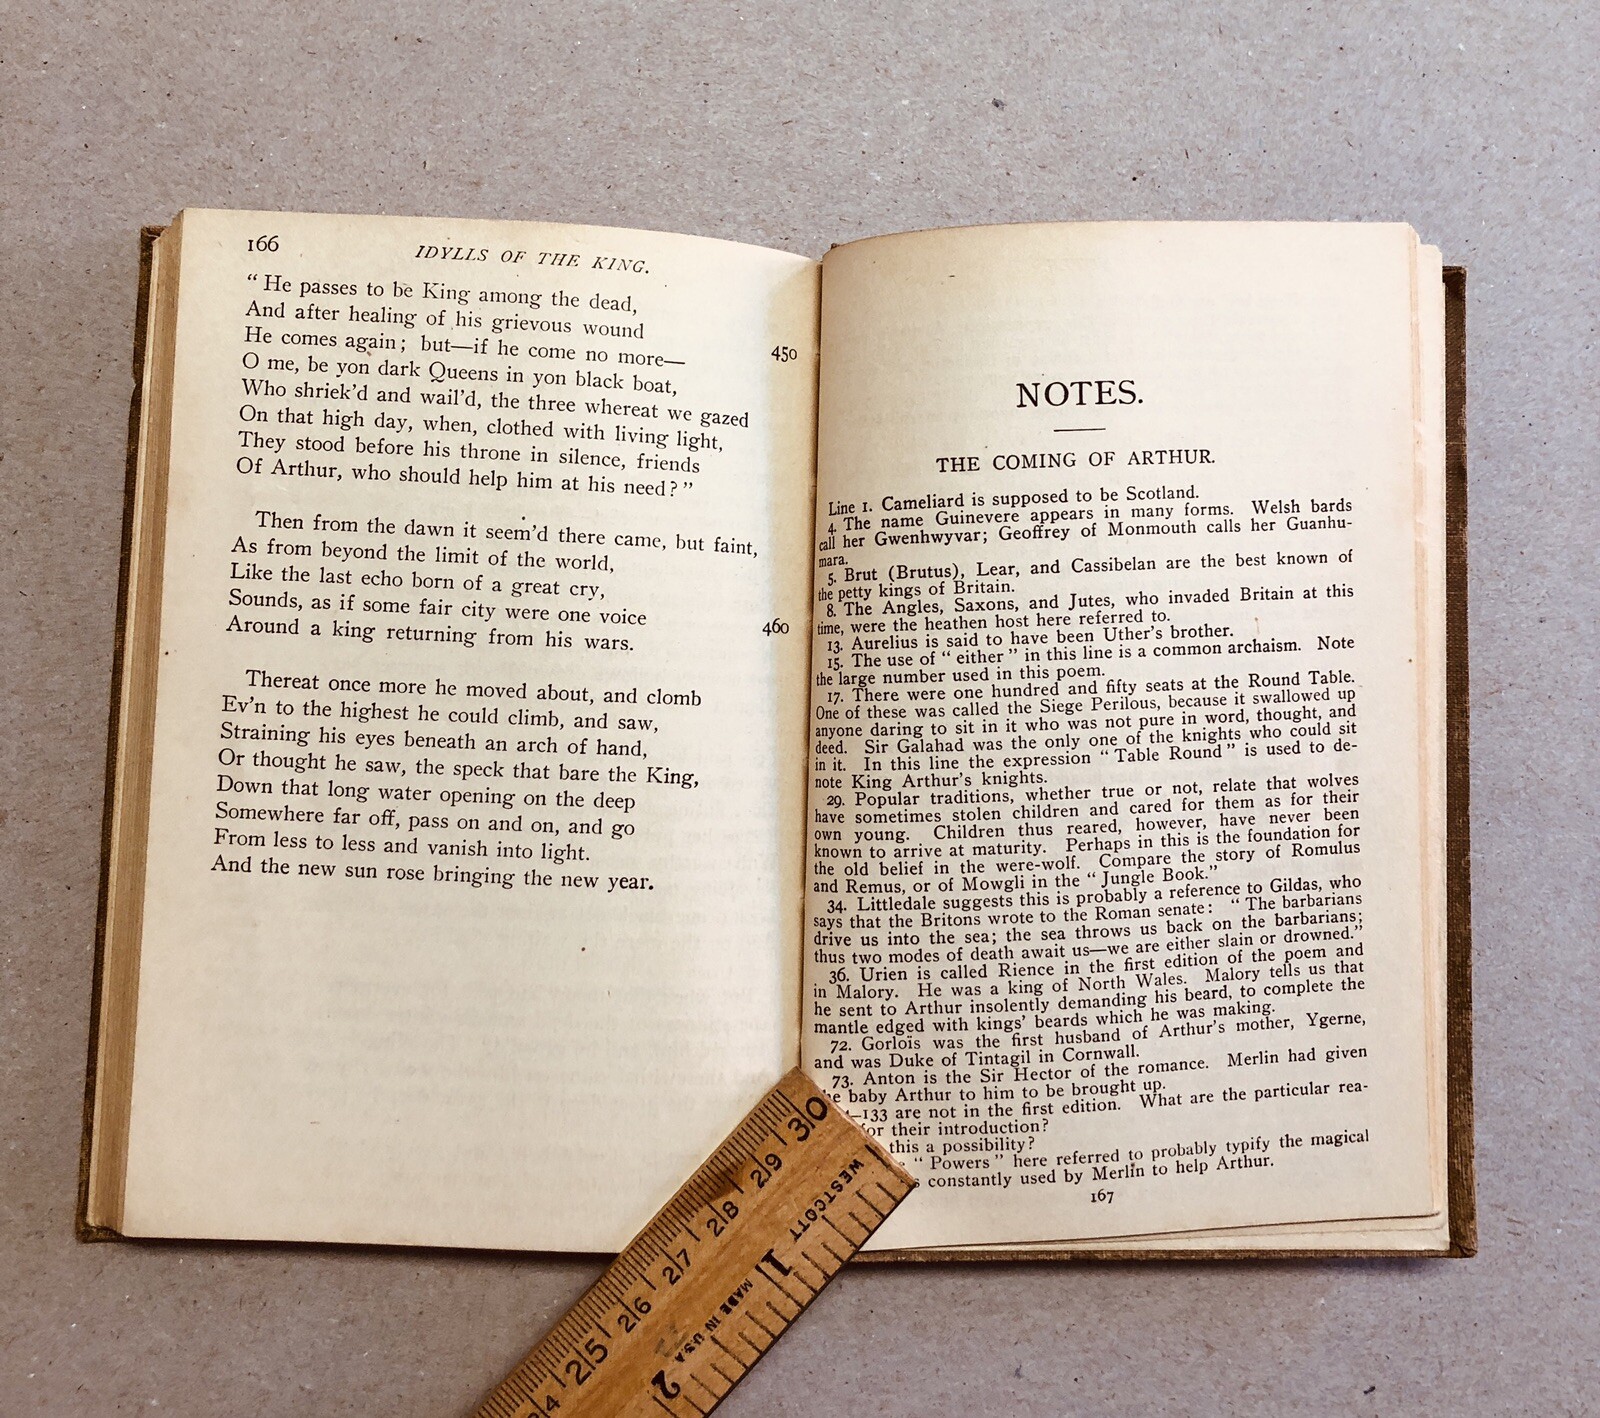 166
IDYLLS OF THE KING.
“ He passes to be King among the dead,
And after healing of his grievous wound
He comes again; but—if he come no more— 450
O me, be yon dark Queens in yon black boat,
Who shriek’d and wail’d, the three whereat we gazed
On that high day, when, clothed with living light,
They stood before his throne in silence, friends
Of Arthur, who should help him at his need? ”
Then from the dawn it seem’d there came, but faint,
As from beyond the limit of the world,
Like the last echo born of a great cry,
Sounds, as if some fair city were one voice
Around a king returning from his wars. 460
Thereat once more he moved about, and clomb
Ev’n to the highest he could climb, and saw,
Straining his eyes beneath an arch of hand,
Or thought he saw, the speck that bare the King,
Down that long water opening on the deep
Somewhere far off, pass on and on, and go
From less to less and vanish into light.
And the new sun rose bringing the new year.
NOTES.
THE COMING OF ARTHUR.
Line 1. Cameliard is supposed to be Scotland.
4. The name Guinevere appears in many forms. Welsh bards
call her Gwenhwyvar; Geoffrey of Monmouth calls her Guanhu-
mara.
5. Brut (Brutus), Lear, and Cassibelan are the best known of
the petty kings of Britain.
8. The Angles, Saxons, and Jutes, who invaded Britain at this
time, were the heathen host here referred to.
13. Aurelius is said to have been Uther’s brother.
15. The use of “ either ” in this line is a common archaism. Note
the large number used in this poem.
17. There were one hundred and fifty seats at the Round Table.
One of these was called the Siege Perilous, because it swallowed up
anyone daring to sit in it who was not pure in word, thought, and
deed. Sir Galahad was the only one of the knights who could sit
in it. In this line the expression “ Table Round ” is used to de-
note King Arthur’s knights.
29. Popular traditions, whether true or not, relate that wolves
have sometimes stolen children and cared for them as for their
own young. Children thus reared, however, have never been
known to arrive at maturity. Perhaps in this is the foundation for
the old belief in the were-wolf. Compare the story of Romulus
and Remus, or of Mowgli in the “ Jungle Book.”
34. Littledale suggests this is probably a reference to Gildas, who
says that the Britons wrote to the Roman senate: “ The barbarians
drive us into the sea; the sea throws us back on the barbarians;
thus two modes of death await us—we are either slain or drowned.”
36. Urien is called Rience in the first edition of the poem and
in Malory. He was a king of North Wales. Malory tells us that
he sent to Arthur insolently demanding his beard, to complete the
mantle edged with kings’ beards which he was making.
72. Gorloïs was the first husband of Arthur’s mother, Ygerne,
and was Duke of Tintagil in Cornwall.
73. Anton is the Sir Hector of the romance. Merlin had given
he baby Arthur to him to be brought up.
–133 are not in the first edition. What are the particular rea-
for their introduction?
this a possibility?
“ Powers ” here referred to probably typify the magical
constantly used by Merlin to help Arthur.
167
30
29
28
27
26
25
24
WESTCOTT
MADE IN U.S.A
1
2